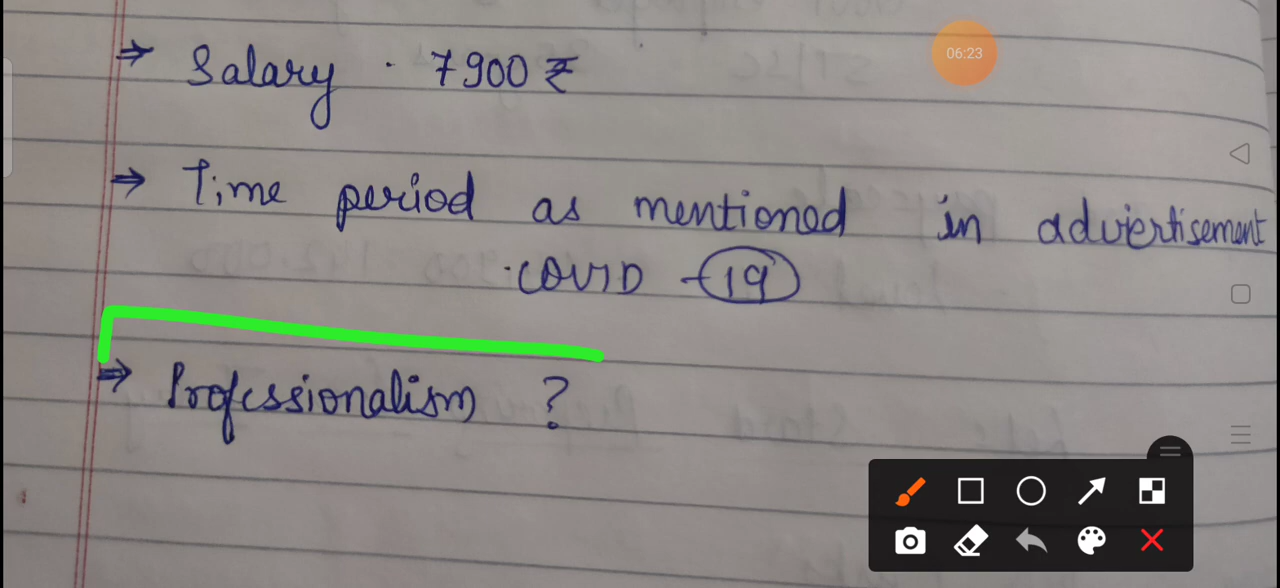 ⇒ Salary . 7900 ₹
06:23
⇒ Time period as mentioned in advertisement
COVID - 19
⇒ Professionalism ?